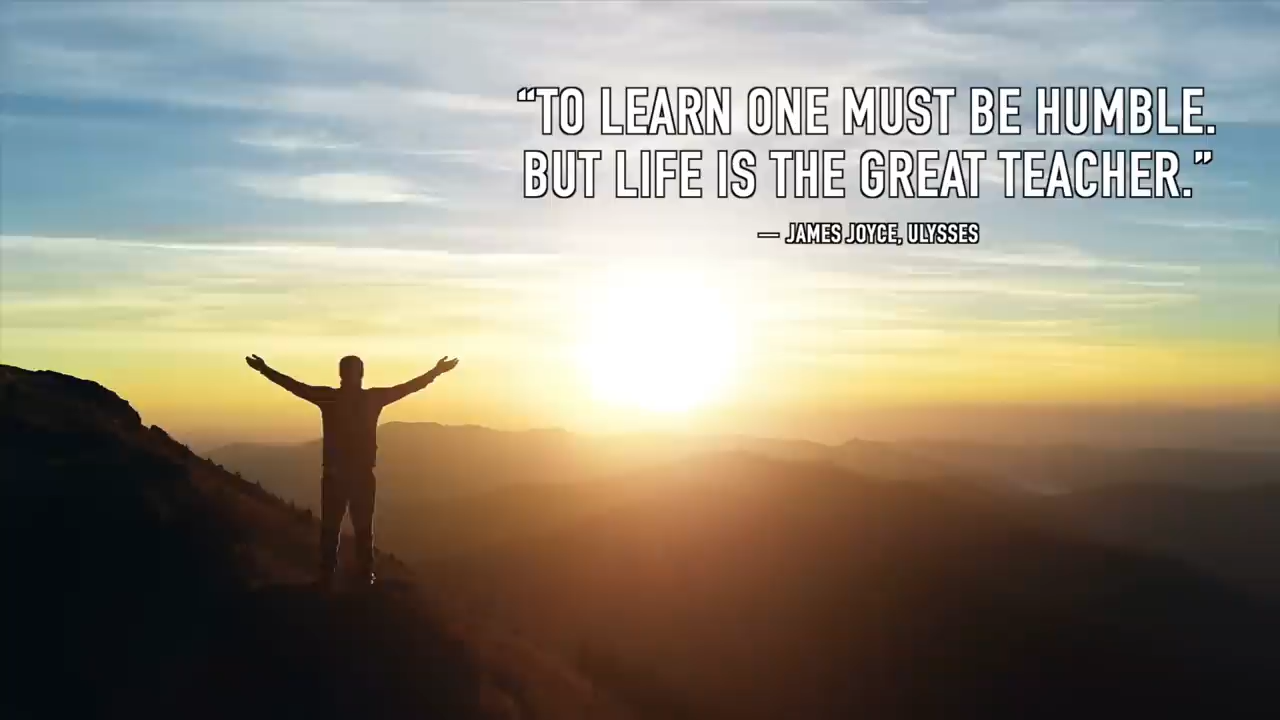 “TO LEARN ONE MUST BE HUMBLE.
BUT LIFE IS THE GREAT TEACHER.”
— JAMES JOYCE, ULYSSES